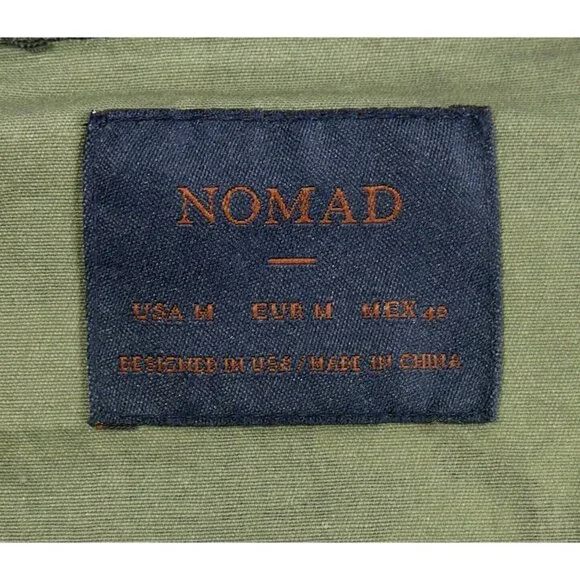 NOMAD
USA M EUR M MEX 40
DESIGNED IN USA/MADE IN CHINA